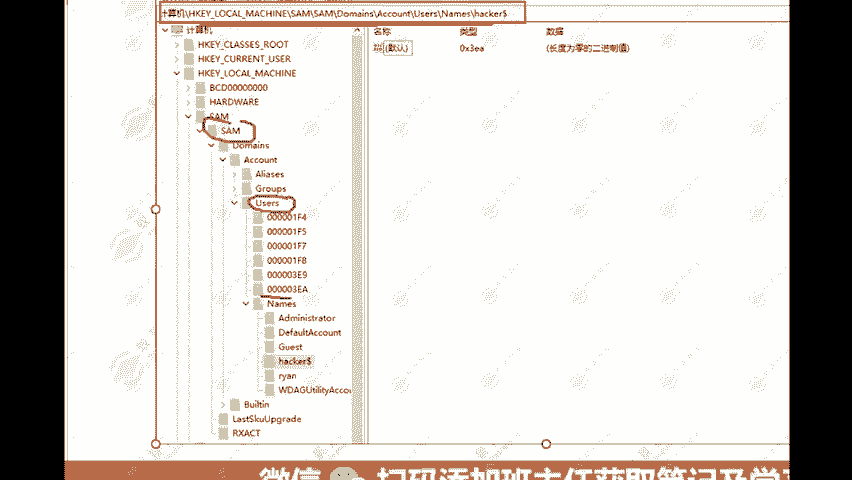 计算机\HKEY_LOCAL_MACHINE\SAM\SAM\Domains\Account\Users\Names\hacker$
计算机
HKEY_CLASSES_ROOT
HKEY_CURRENT_USER
HKEY_LOCAL_MACHINE
BCD00000000
HARDWARE
SAM
SAM
Domains
Account
Aliases
Groups
Users
000001F4
000001F5
000001F7
000001F8
000003E9
000003EA
Names
Administrator
DefaultAccount
Guest
hacker$
ryan
WDAGUtilityAccou
Builtin
LastSkuUpgrade
RXACT
名称 类型 数据
(默认) 0x3ea (长度为零的二进制值)
微信 扫码添加班主任获取笔记及学